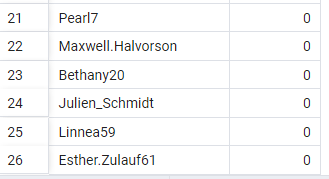 21 Pearl7 0
22 Maxwell.Halvorson 0
23 Bethany20 0
24 Julien_Schmidt 0
25 Linnea59 0
26 Esther.Zulauf61 0